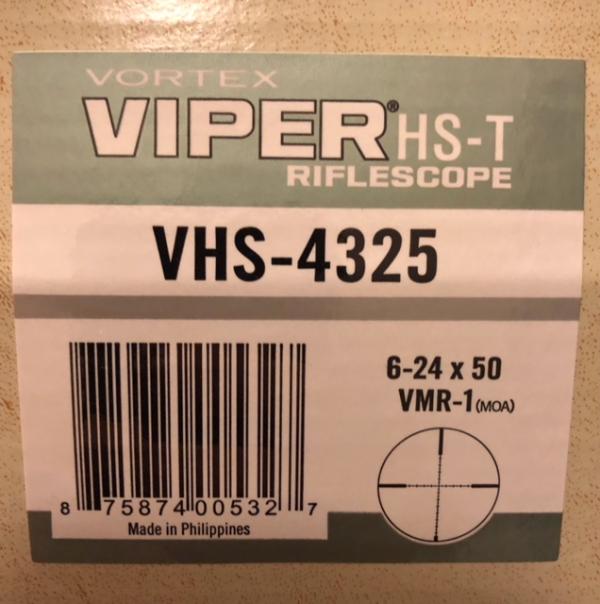 VORTEX
VIPER® HS-T
RIFLESCOPE
VHS-4325
6-24 x 50
VMR-1 (MOA)
8 75874 00532 7
Made in Philippines